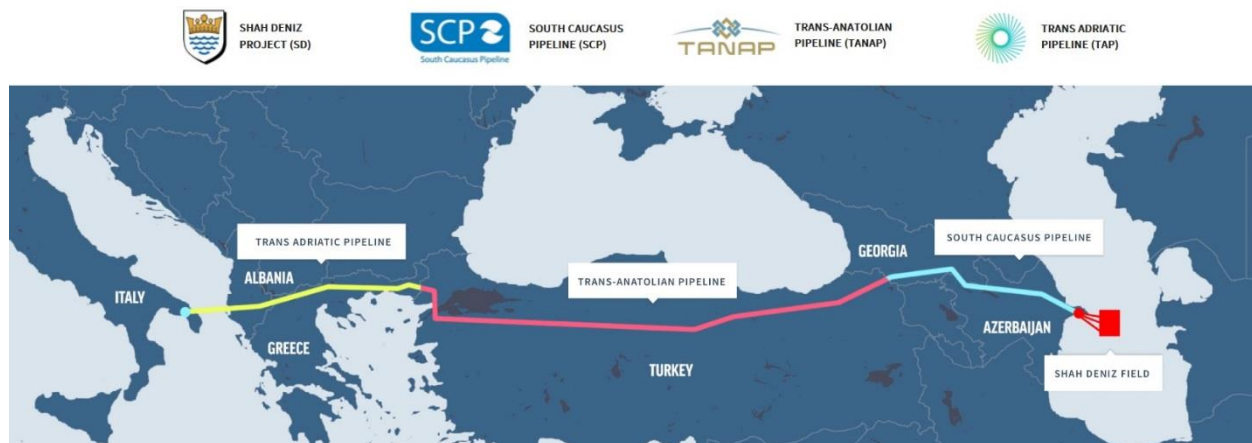 SHAH DENIZ
PROJECT (SD)
SCP
South Caucasus Pipeline
SOUTH CAUCASUS
PIPELINE (SCP)
TANAP
TRANS-ANATOLIAN
PIPELINE (TANAP)
TRANS ADRIATIC
PIPELINE (TAP)
TRANS ADRIATIC PIPELINE
SOUTH CAUCASUS PIPELINE
GEORGIA
ALBANIA
TRANS-ANATOLIAN PIPELINE
ITALY
AZERBAIJAN
GREECE
TURKEY
SHAH DENIZ FIELD